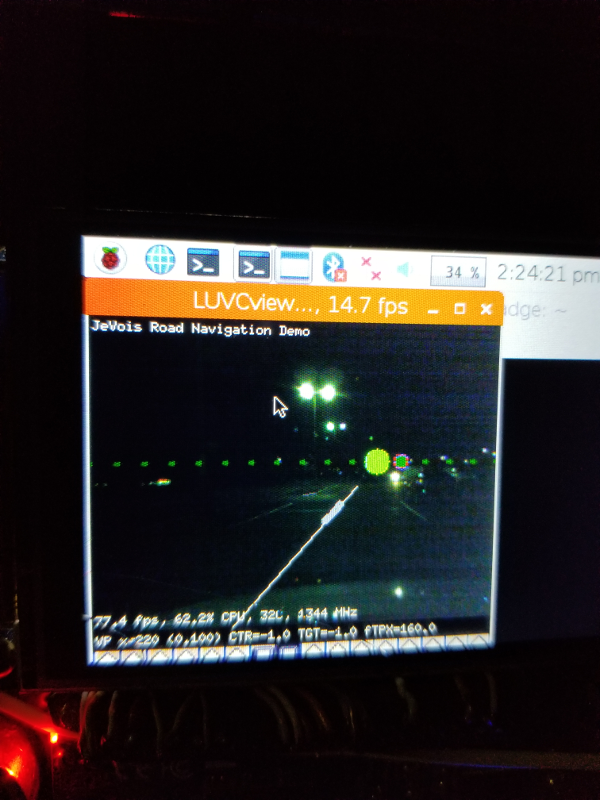 34 %
2:24:21 pm
LUVCview..., 14.7 fps
adge: ~
JeVois Road Navigation Demo
77.4 fps, 62.2% CPU, 32C, 1344 MHz
VP x=220 (0,100) CTR=-1.0 TGT=-1.0 fTPX=160.0